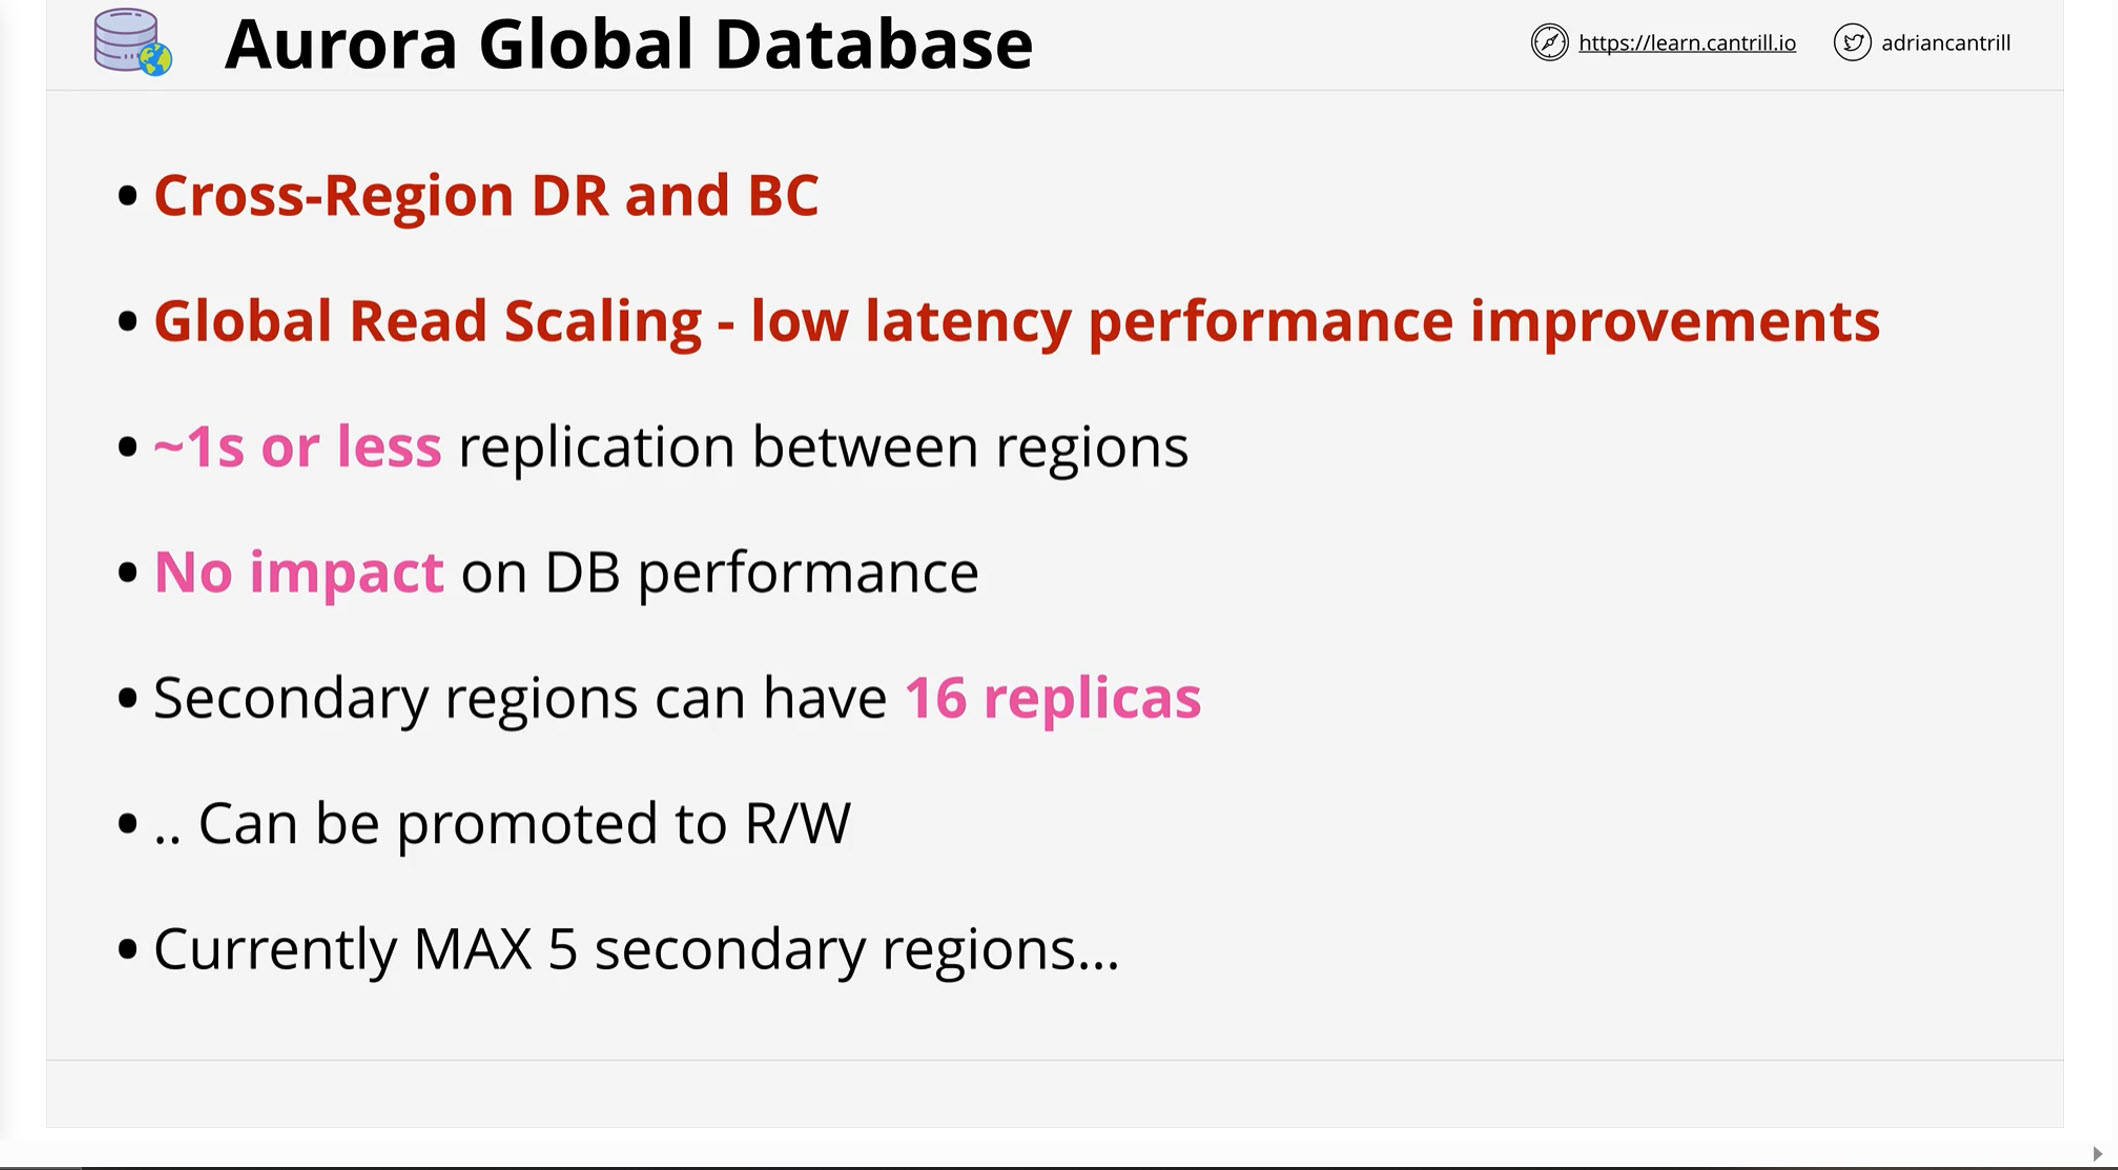 Aurora Global Database
https://learn.cantrill.io
adriancantrill
• Cross-Region DR and BC
• Global Read Scaling - low latency performance improvements
• ~1s or less replication between regions
• No impact on DB performance
• Secondary regions can have 16 replicas
• .. Can be promoted to R/W
• Currently MAX 5 secondary regions...